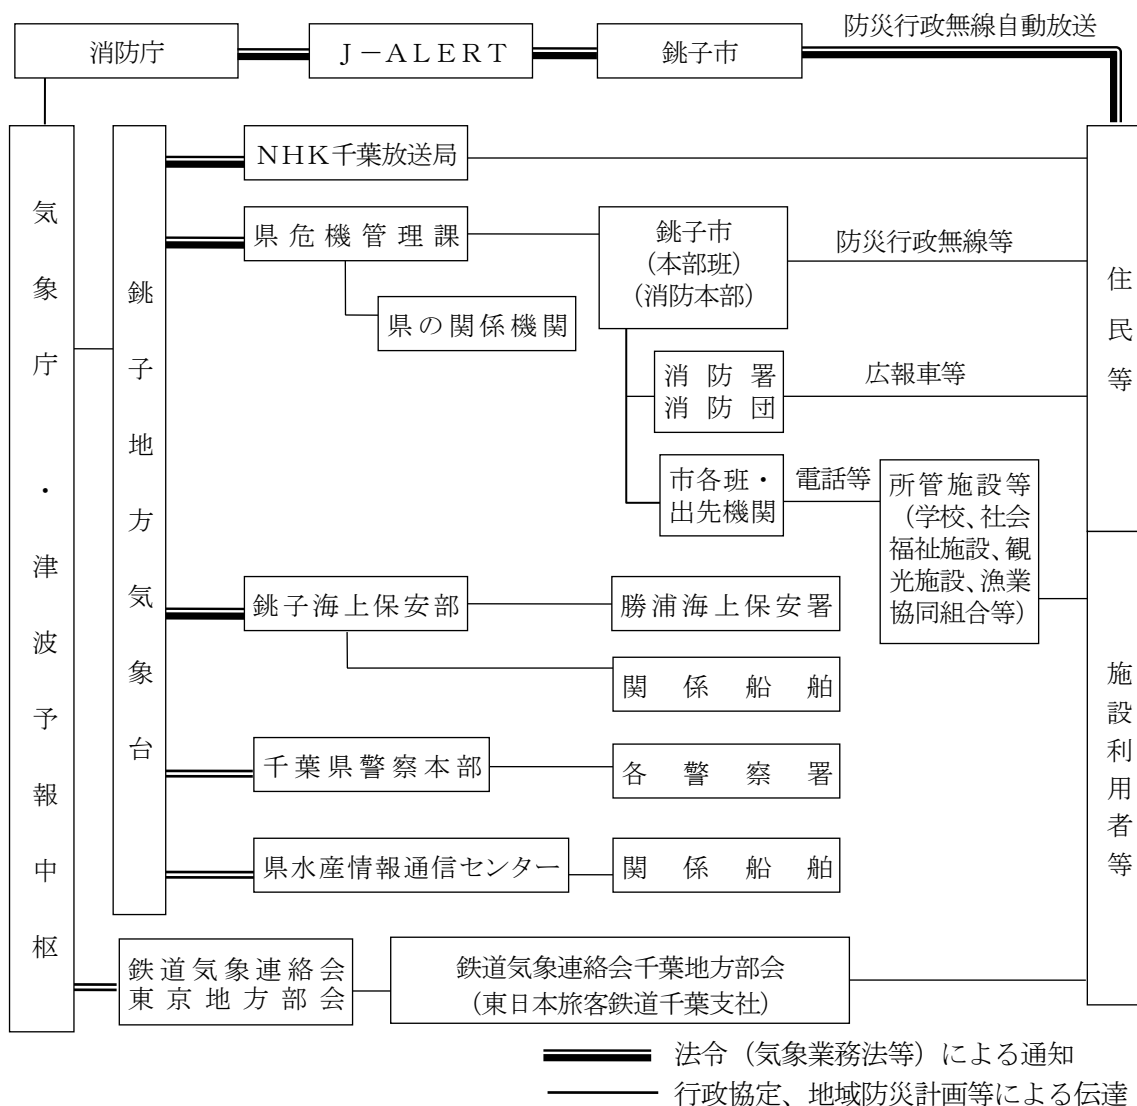 防災行政無線自動放送
消防庁
J－ALERT
銚子市
気象庁・津波予報中枢
銚子地方気象台
NHK千葉放送局
県危機管理課
県の関係機関
銚子市
（本部班）
（消防本部）
防災行政無線等
消防署
消防団
広報車等
市各班・
出先機関
電話等
所管施設等
（学校、社会
福祉施設、観
光施設、漁業
協同組合等）
住民等
施設利用者等
銚子海上保安部
勝浦海上保安署
関係船舶
千葉県警察本部
各警察署
県水産情報通信センター
関係船舶
鉄道気象連絡会
東京地方部会
鉄道気象連絡会千葉地方部会
（東日本旅客鉄道千葉支社）
法令（気象業務法等）による通知
行政協定、地域防災計画等による伝達